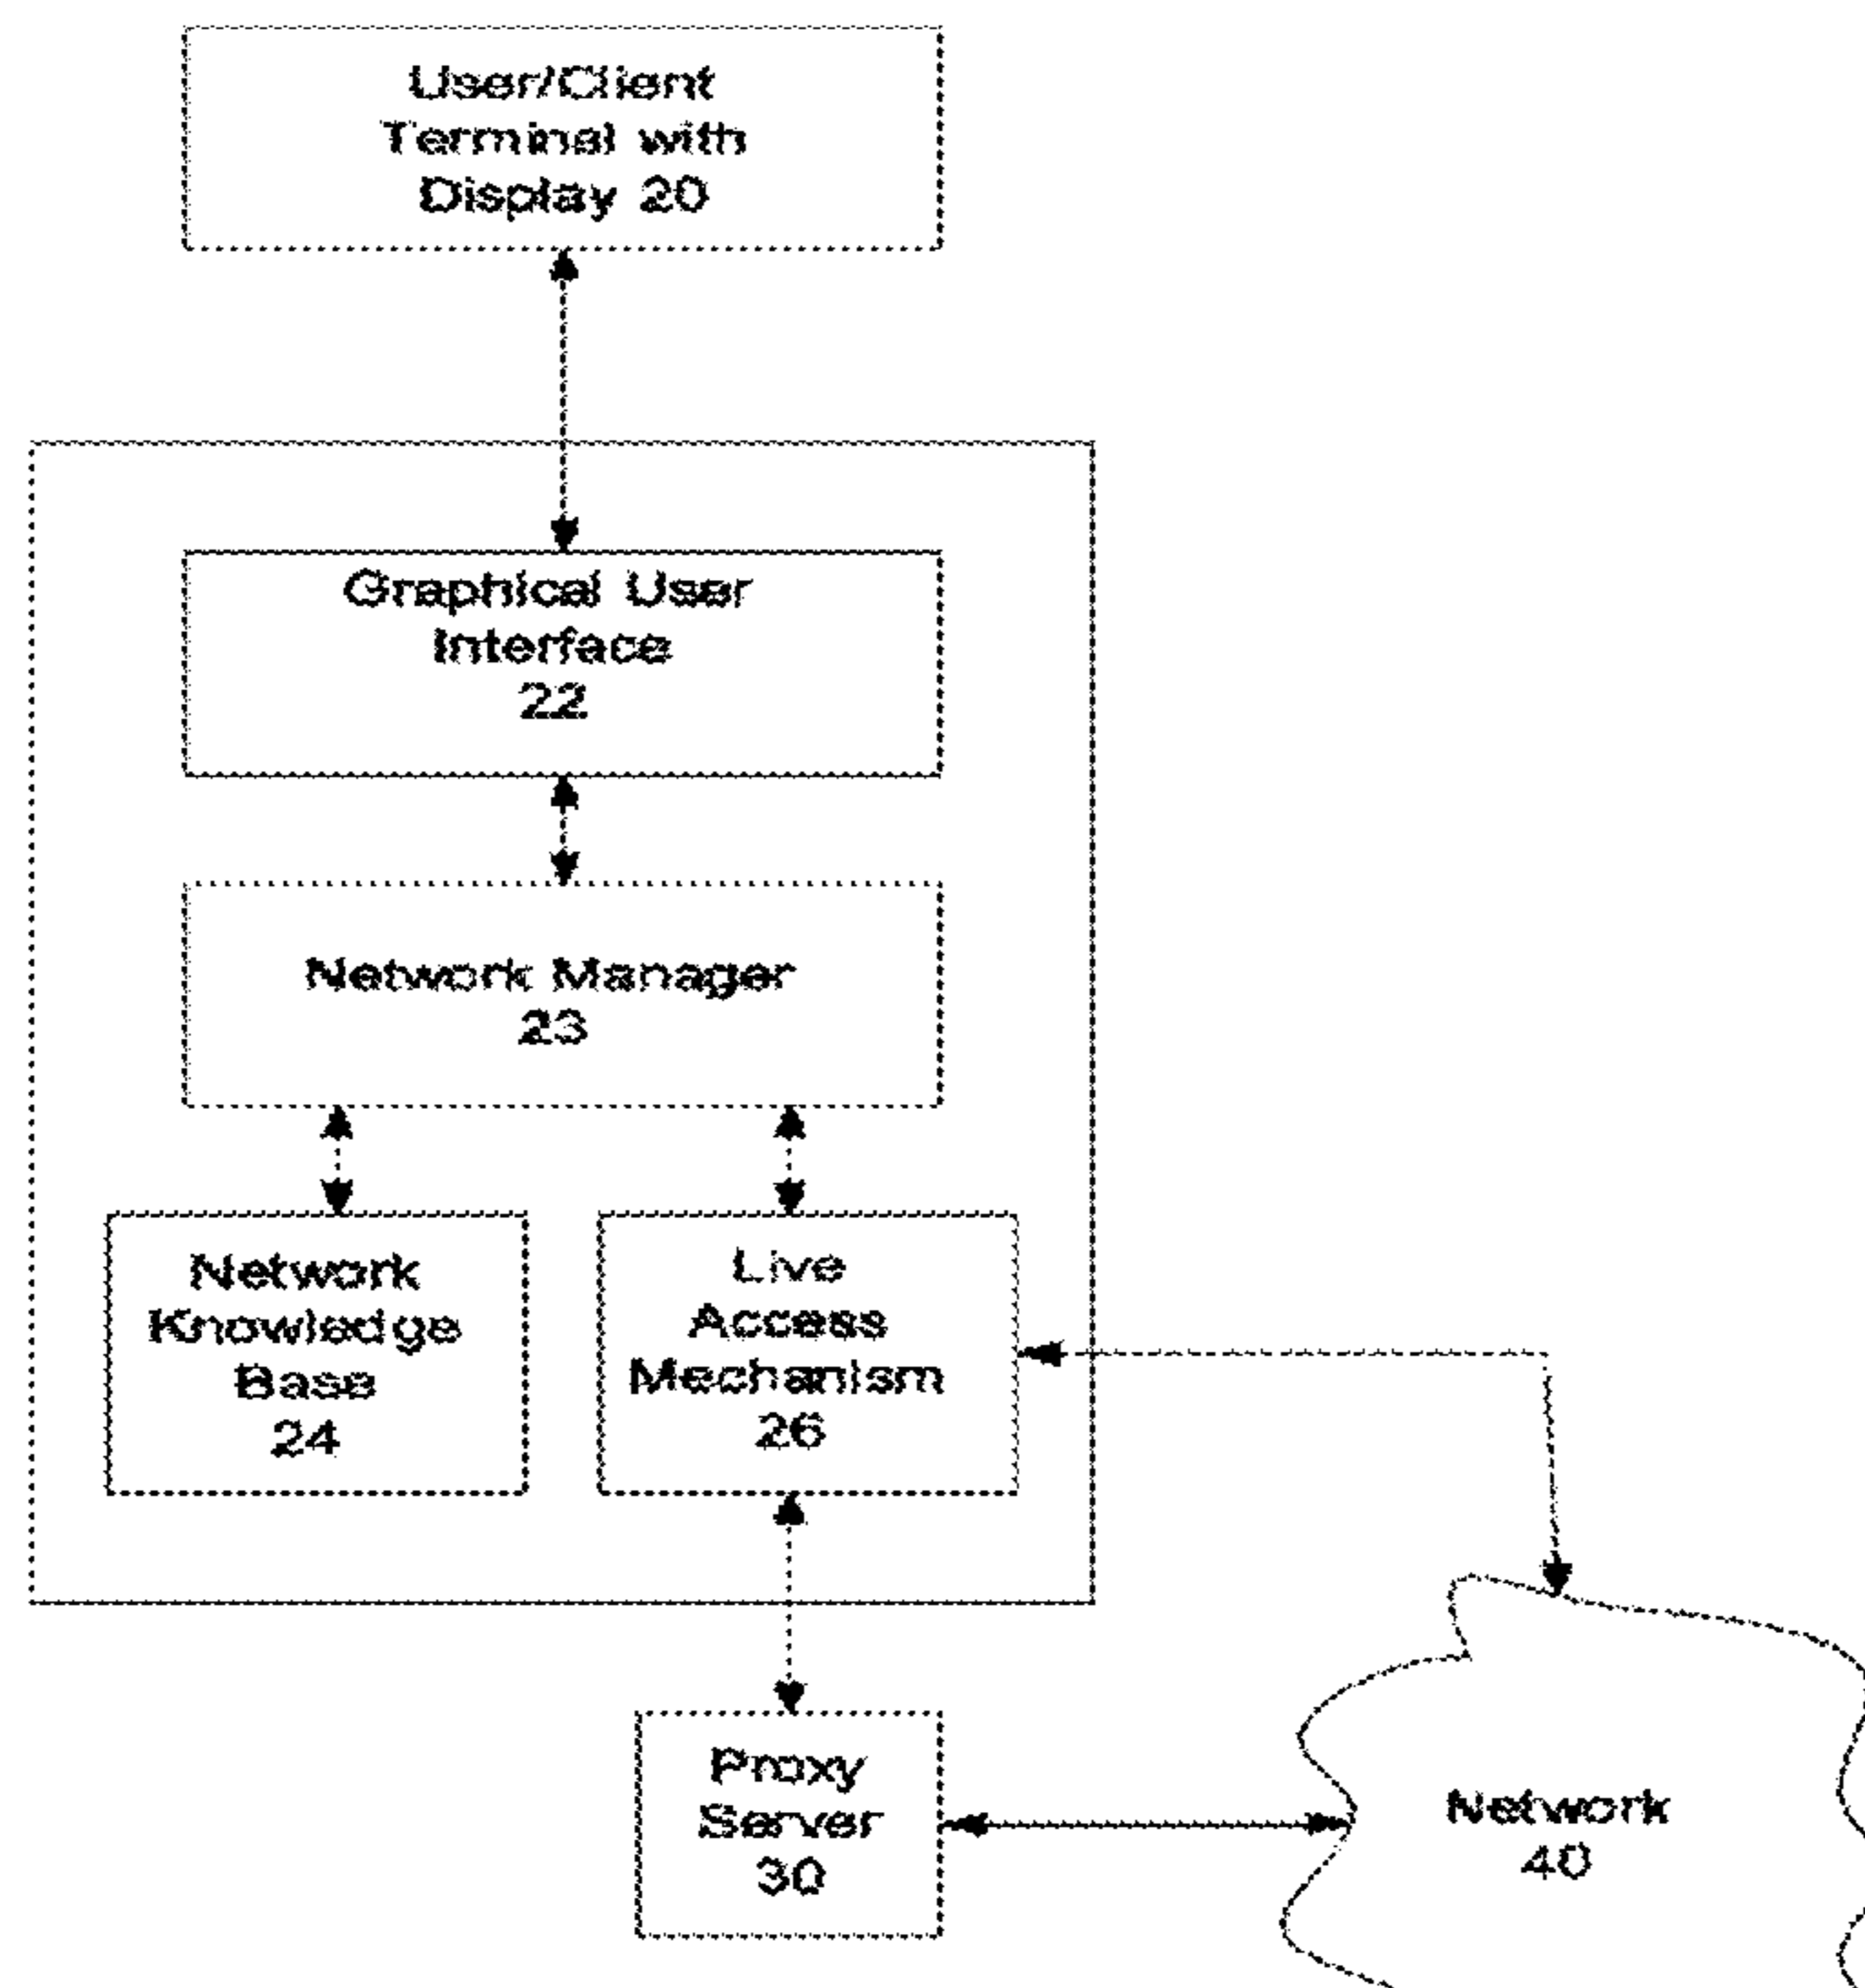 User/Client
Terminal with
Display 20
Graphical User
Interface
22
Network Manager
23
Network
Knowledge
Base
24
Live
Access
Mechanism
26
Proxy
Server
30
Network
40